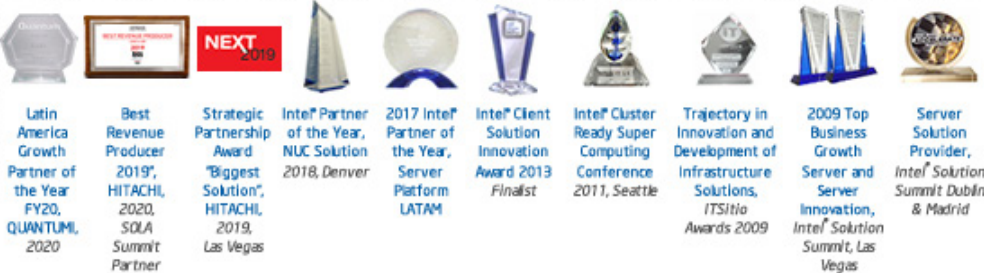 Quantum
BEST REVENUE PRODUCER
2019
NEXT
2019
Latin
America
Growth
Partner of
the Year
FY20,
QUANTUMI,
2020
Best
Revenue
Producer
2019",
HITACHI,
2020,
SOLA
Summit
Partner
Strategic
Partnership
Award
"Biggest
Solution",
HITACHI,
2019,
Las Vegas
Intel® Partner
of the Year,
NUC Solution
2018, Denver
2017 Intel®
Partner of
the Year,
Server
Platform
LATAM
Intel® Client
Solution
Innovation
Award 2013
Finalist
Intel® Cluster
Ready Super
Computing
Conference
2011, Seattle
Trajectory in
Innovation and
Development of
Infrastructure
Solutions,
ITSitio
Awards 2009
2009 Top
Business
Growth
Server and
Server
Innovation,
Intel® Solution
Summit, Las
Vegas
Server
Solution
Provider,
Intel® Solution
Summit Dublin
& Madrid